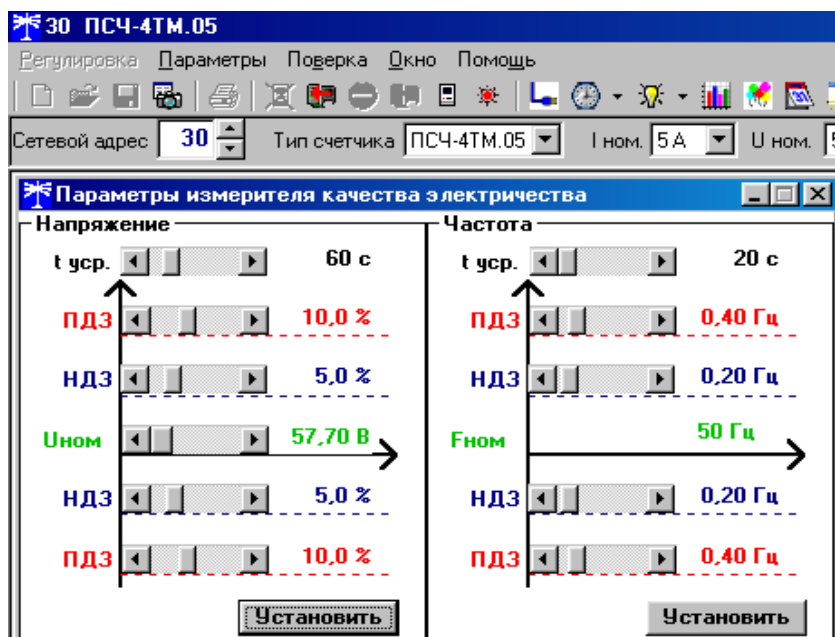 30 ПСЧ-4ТМ.05
Регулировка Параметры Поверка Окно Помощь
Сетевой адрес 30 Тип счетчика ПСЧ-4ТМ.05 I ном. 5 А U ном.
Параметры измерителя качества электричества
Напряжение
t уср. 60 с
ПДЗ 10,0 %
НДЗ 5,0 %
Uном 57,70 В
НДЗ 5,0 %
ПДЗ 10,0 %
Установить
Частота
t уср. 20 с
ПДЗ 0,40 Гц
НДЗ 0,20 Гц
Fном 50 Гц
НДЗ 0,20 Гц
ПДЗ 0,40 Гц
Установить